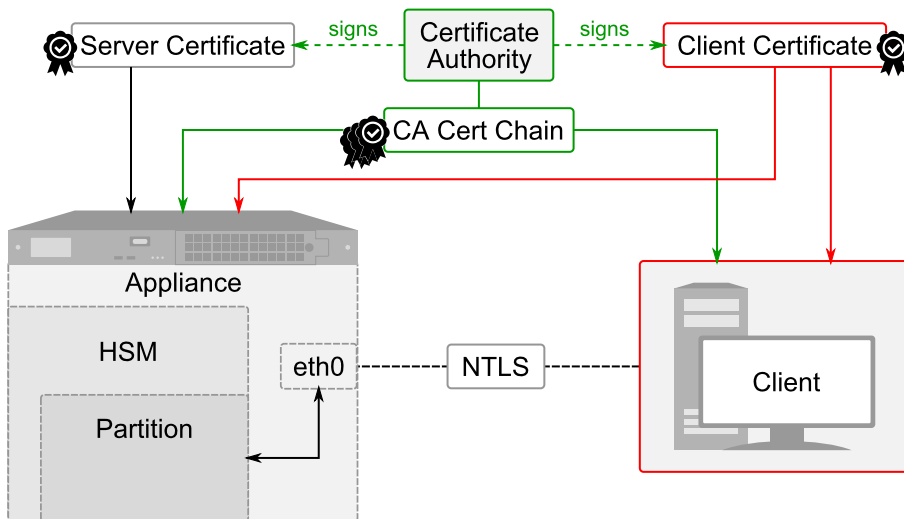 signs
Certificate
Authority
signs
Server Certificate
Client Certificate
CA Cert Chain
Appliance
HSM
eth0
NTLS
Client
Partition